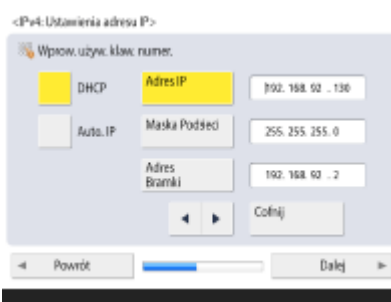 <IPv4: Ustawienia adresu IP>
Wprow. używ. klaw. numer.
DHCP
Adres IP
192. 168. 92 . 130
Auto. IP
Maska Podsieci
255. 255. 255. 0
Adres
Bramki
192. 168. 92 . 2
Cofnij
Powrót
Dalej